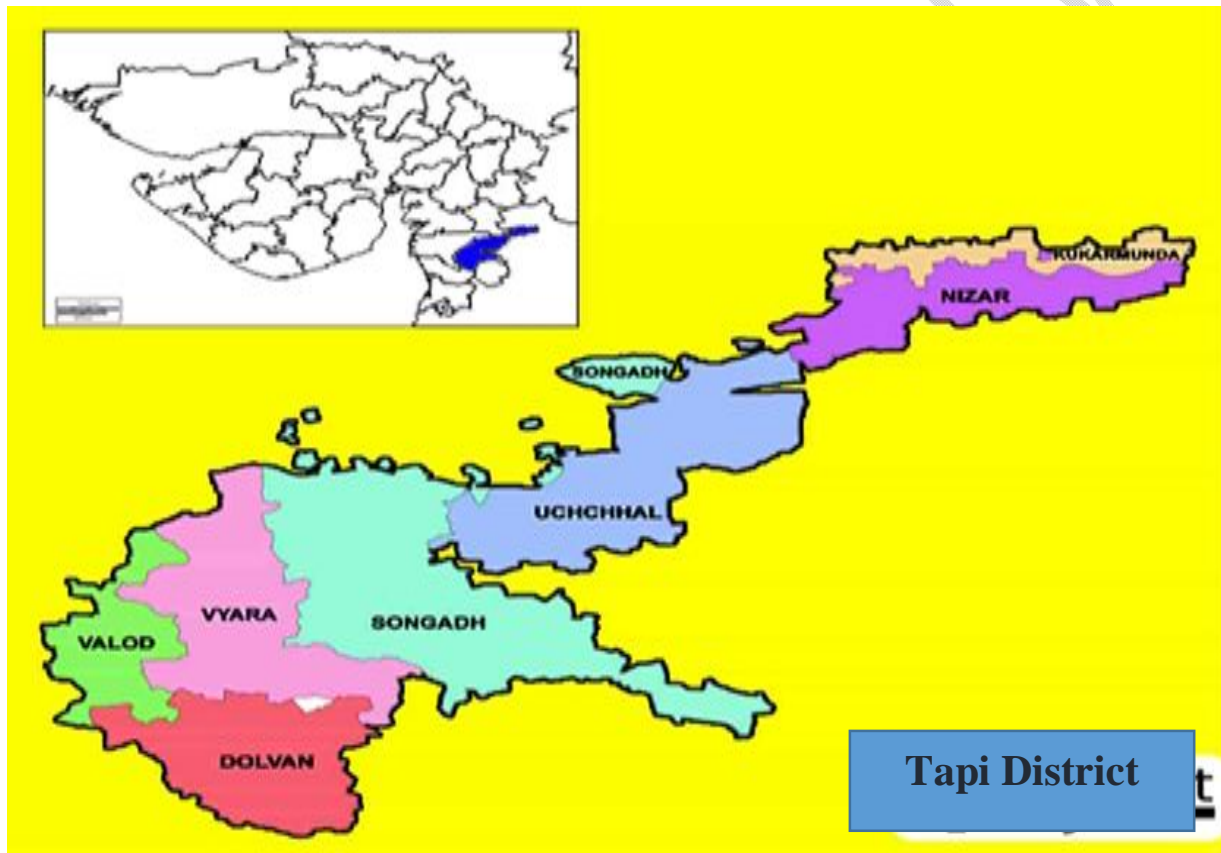 KUKARMUNDA
NIZAR
SONGADH
UCHCHHAL
VYARA
SONGADH
VALOD
DOLVAN
Tapi District
t